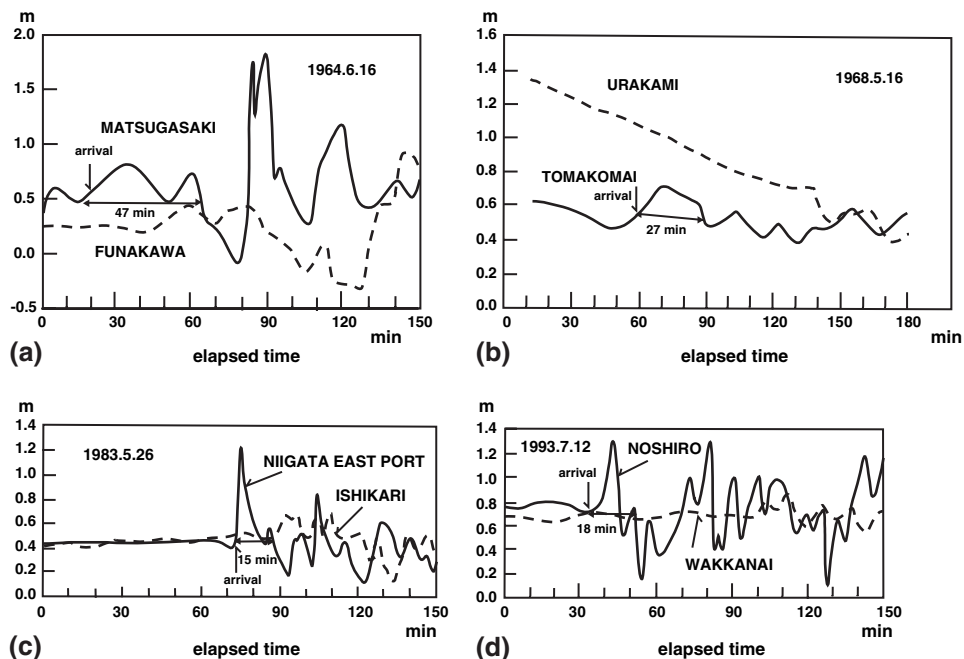 m
2.0
1.5
1.0
0.5
0.0
-0.5
1964.6.16
MATSUGASAKI
arrival
47 min
FUNAKAWA
0 30 60 90 120 150
min
(a)
elapsed time
m
1.6
1.4
1.2
1.0
0.8
0.6
0.4
0.2
0.0
1968.5.16
URAKAMI
TOMAKOMAI
arrival
27 min
0 30 60 90 120 150 180
min
(b)
elapsed time
m
1.4
1.2
1.0
0.8
0.6
0.4
0.2
0.0
1983.5.26
NIIGATA EAST PORT
ISHIKARI
15 min
arrival
0 30 60 90 120 150
min
(c)
elapsed time
m
1.4
1.2
1.0
0.8
0.6
0.4
0.2
0.0
1993.7.12
NOSHIRO
arrival
18 min
WAKKANAI
0 30 60 90 120 150
min
(d)
elapsed time